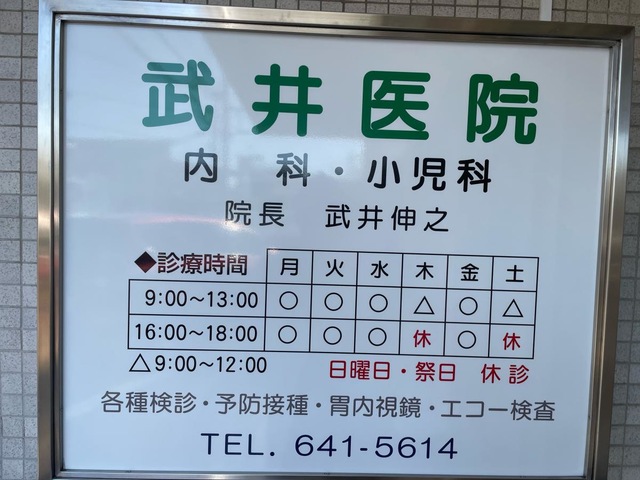 武井医院
内科・小児科
院長 武井伸之
◆診療時間 月 火 水 木 金 土
9:00〜13:00 ○ ○ ○ △ ○ △
16:00〜18:00 ○ ○ ○ 休 ○ 休
△9:00〜12:00 日曜日・祭日 休診
各種検診・予防接種・胃内視鏡・エコー検査
TEL. 641-5614